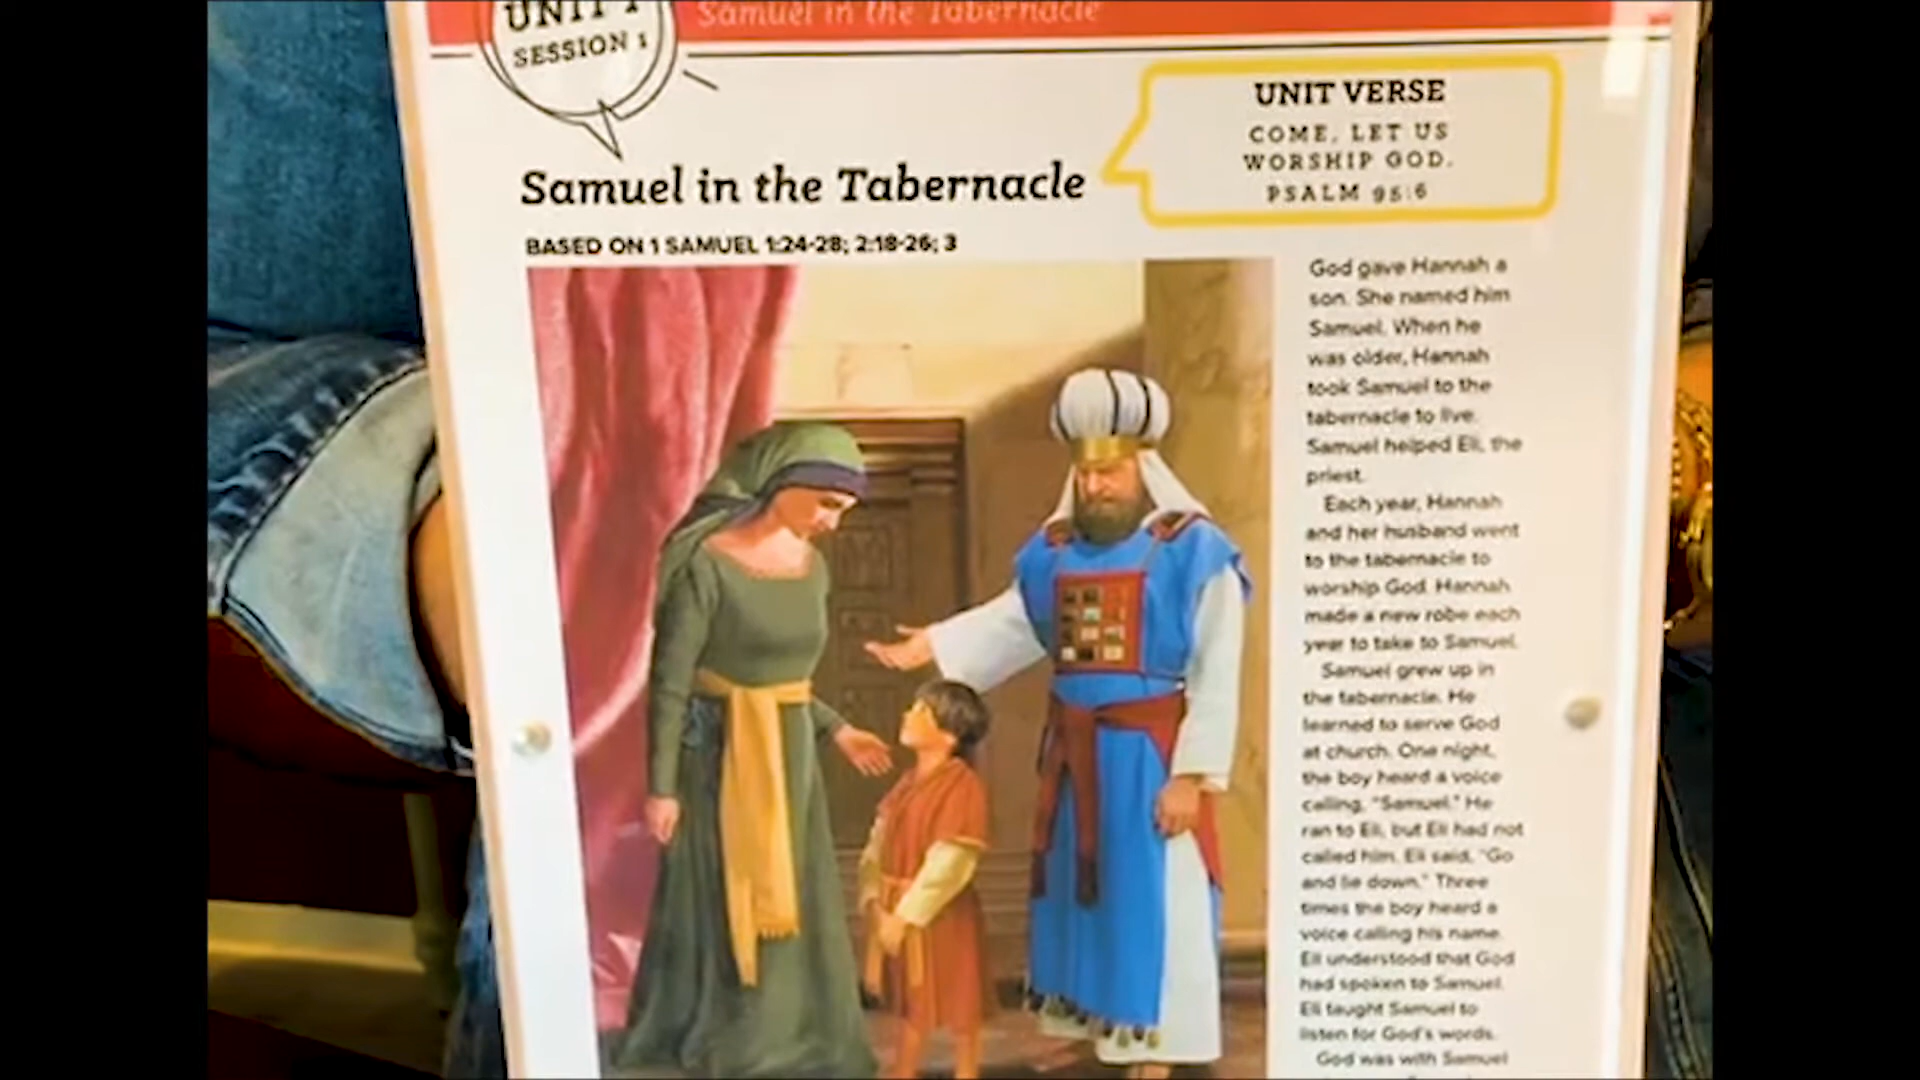 UNIT 1
SESSION 1
Samuel in the Tabernacle
UNIT VERSE
COME, LET US
WORSHIP GOD.
PSALM 95:6
Samuel in the Tabernacle
BASED ON 1 SAMUEL 1:24-28; 2:18-26; 3
God gave Hannah a
son. She named him
Samuel. When he
was older, Hannah
took Samuel to the
tabernacle to live.
Samuel helped Eli, the
priest.
Each year, Hannah
and her husband went
to the tabernacle to
worship God. Hannah
made a new robe each
year to take to Samuel.
Samuel grew up in
the tabernacle. He
learned to serve God
at church. One night,
the boy heard a voice
calling, "Samuel." He
ran to Eli, but Eli had not
called him. Eli said, "Go
and lie down." Three
times the boy heard a
voice calling his name.
Eli understood that God
had spoken to Samuel.
Eli taught Samuel to
listen for God's words.
God was with Samuel